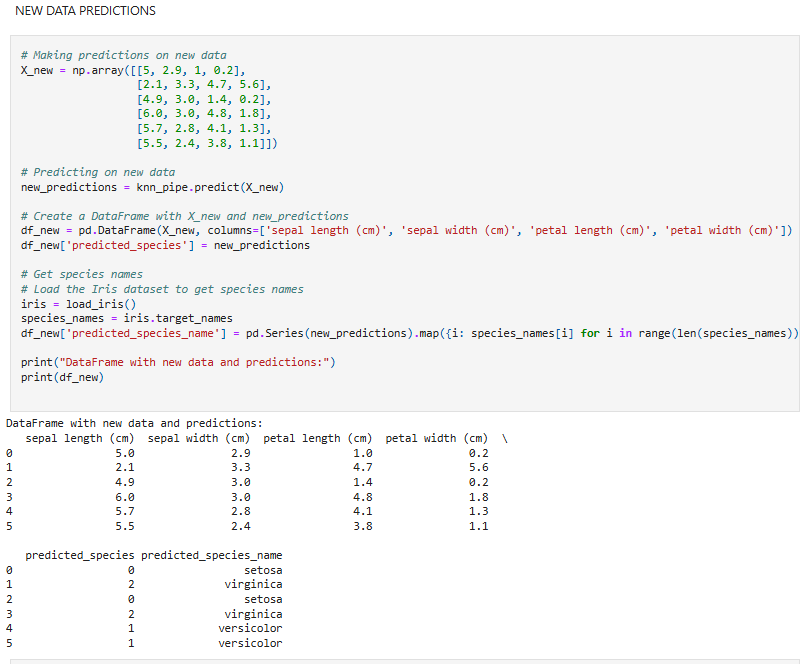 NEW DATA PREDICTIONS
# Making predictions on new data
X_new = np.array([[5, 2.9, 1, 0.2],
                  [2.1, 3.3, 4.7, 5.6],
                  [4.9, 3.0, 1.4, 0.2],
                  [6.0, 3.0, 4.8, 1.8],
                  [5.7, 2.8, 4.1, 1.3],
                  [5.5, 2.4, 3.8, 1.1]])
# Predicting on new data
new_predictions = knn_pipe.predict(X_new)
# Create a DataFrame with X_new and new_predictions
df_new = pd.DataFrame(X_new, columns=['sepal length (cm)', 'sepal width (cm)', 'petal length (cm)', 'petal width (cm)'])
df_new['predicted_species'] = new_predictions
# Get species names
# Load the Iris dataset to get species names
iris = load_iris()
species_names = iris.target_names
df_new['predicted_species_name'] = pd.Series(new_predictions).map({i: species_names[i] for i in range(len(species_names))
print("DataFrame with new data and predictions:")
print(df_new)
DataFrame with new data and predictions:
   sepal length (cm)  sepal width (cm)  petal length (cm)  petal width (cm)  \
0                5.0               2.9                1.0               0.2
1                2.1               3.3                4.7               5.6
2                4.9               3.0                1.4               0.2
3                6.0               3.0                4.8               1.8
4                5.7               2.8                4.1               1.3
5                5.5               2.4                3.8               1.1
   predicted_species predicted_species_name
0                  0                 setosa
1                  2              virginica
2                  0                 setosa
3                  2              virginica
4                  1             versicolor
5                  1             versicolor